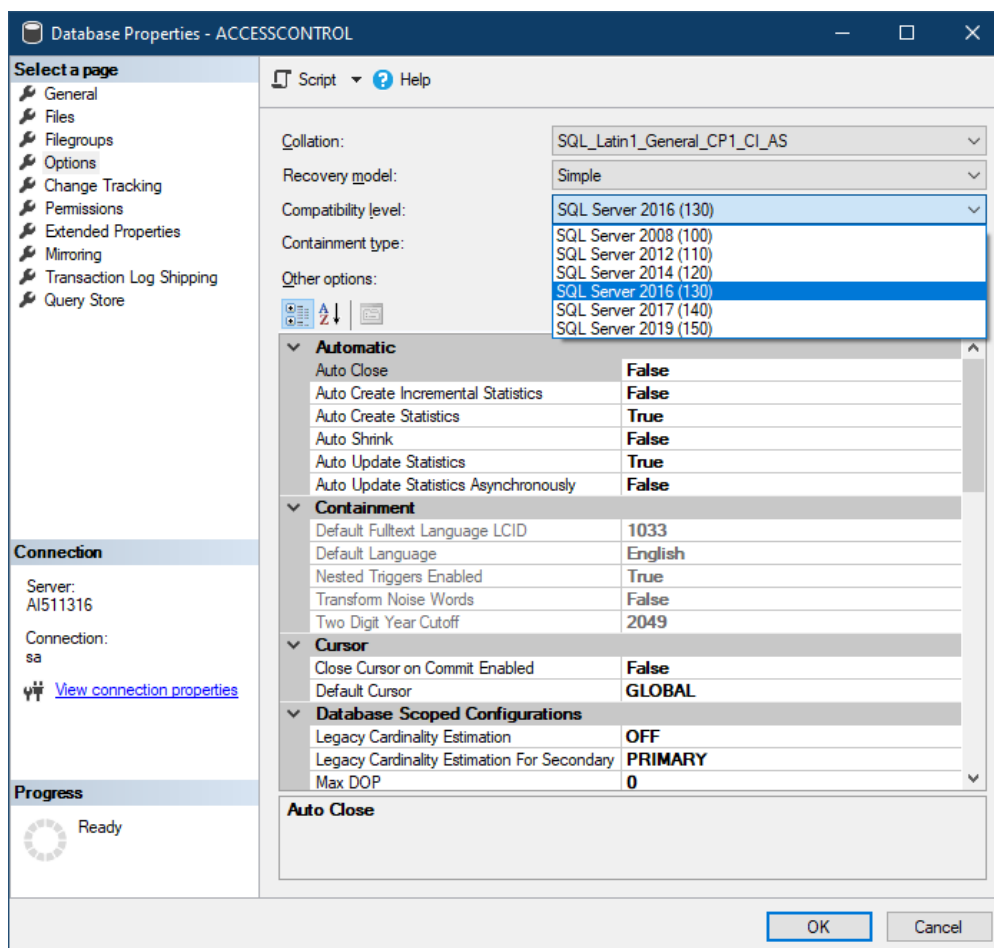 Database Properties - ACCESSCONTROL
Select a page
General
Files
Filegroups
Options
Change Tracking
Permissions
Extended Properties
Mirroring
Transaction Log Shipping
Query Store
Connection
Server:
AI511316
Connection:
sa
View connection properties
Progress
Ready
Script
Help
Collation: SQL_Latin1_General_CP1_CI_AS
Recovery model: Simple
Compatibility level: SQL Server 2016 (130)
Containment type:
Other options:
SQL Server 2008 (100)
SQL Server 2012 (110)
SQL Server 2014 (120)
SQL Server 2016 (130)
SQL Server 2017 (140)
SQL Server 2019 (150)
A
Z
Automatic
Auto Close False
Auto Create Incremental Statistics False
Auto Create Statistics True
Auto Shrink False
Auto Update Statistics True
Auto Update Statistics Asynchronously False
Containment
Default Fulltext Language LCID 1033
Default Language English
Nested Triggers Enabled True
Transform Noise Words False
Two Digit Year Cutoff 2049
Cursor
Close Cursor on Commit Enabled False
Default Cursor GLOBAL
Database Scoped Configurations
Legacy Cardinality Estimation OFF
Legacy Cardinality Estimation For Secondary PRIMARY
Max DOP 0
Auto Close
OK
Cancel